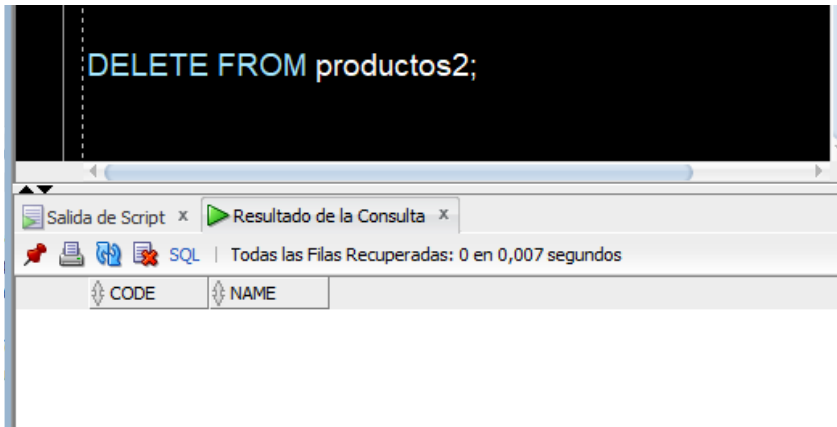 DELETE FROM productos2;
Salida de Script x Resultado de la Consulta x
SQL | Todas las Filas Recuperadas: 0 en 0,007 segundos
CODE NAME